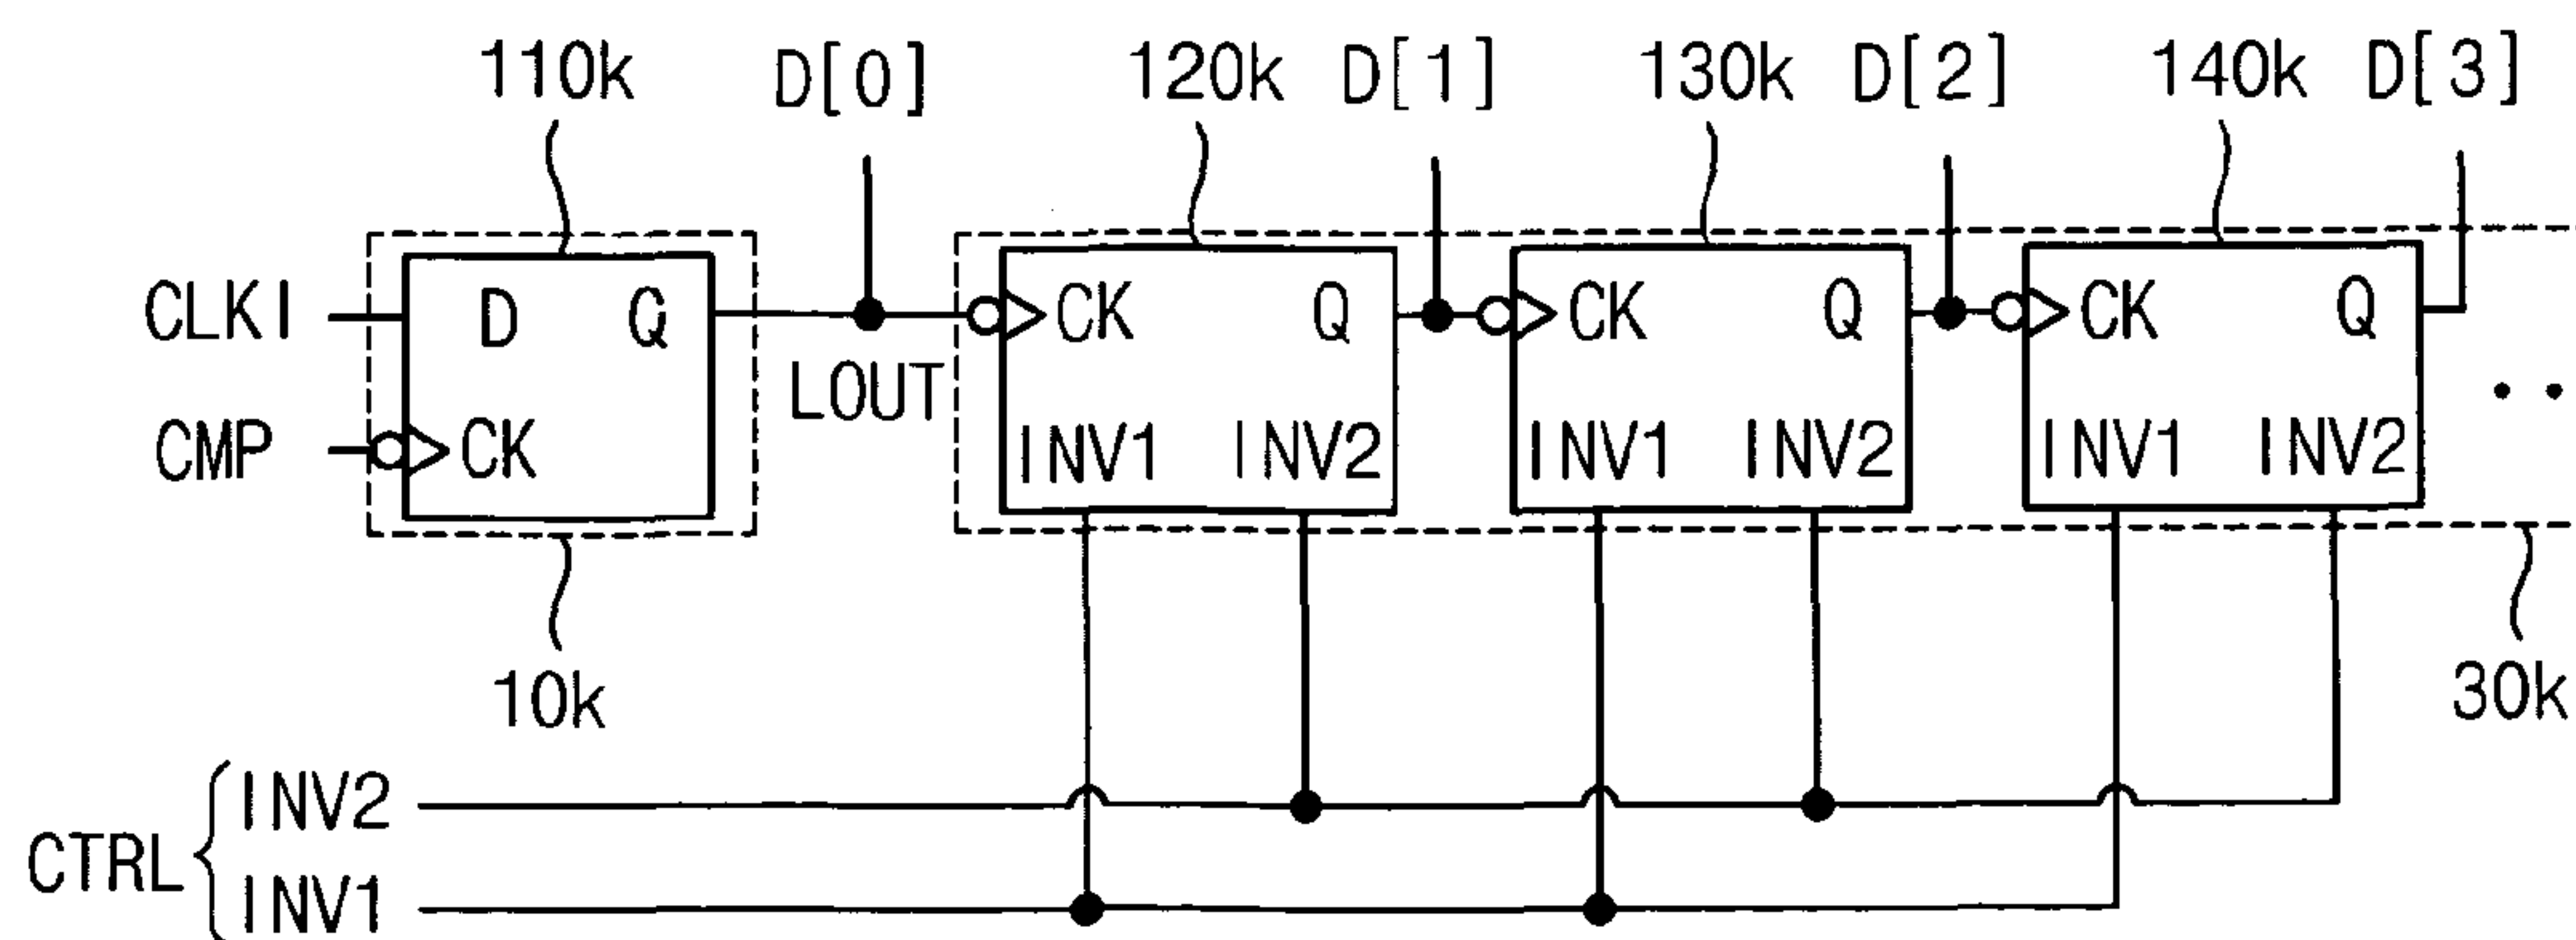 110k D[0] 120k D[1] 130k D[2] 140k D[3]
CLKI D Q CK Q CK Q CK Q
LOUT
CMP CK INV1 INV2 INV1 INV2 INV1 INV2
10k 30k
INV2
CTRL
INV1